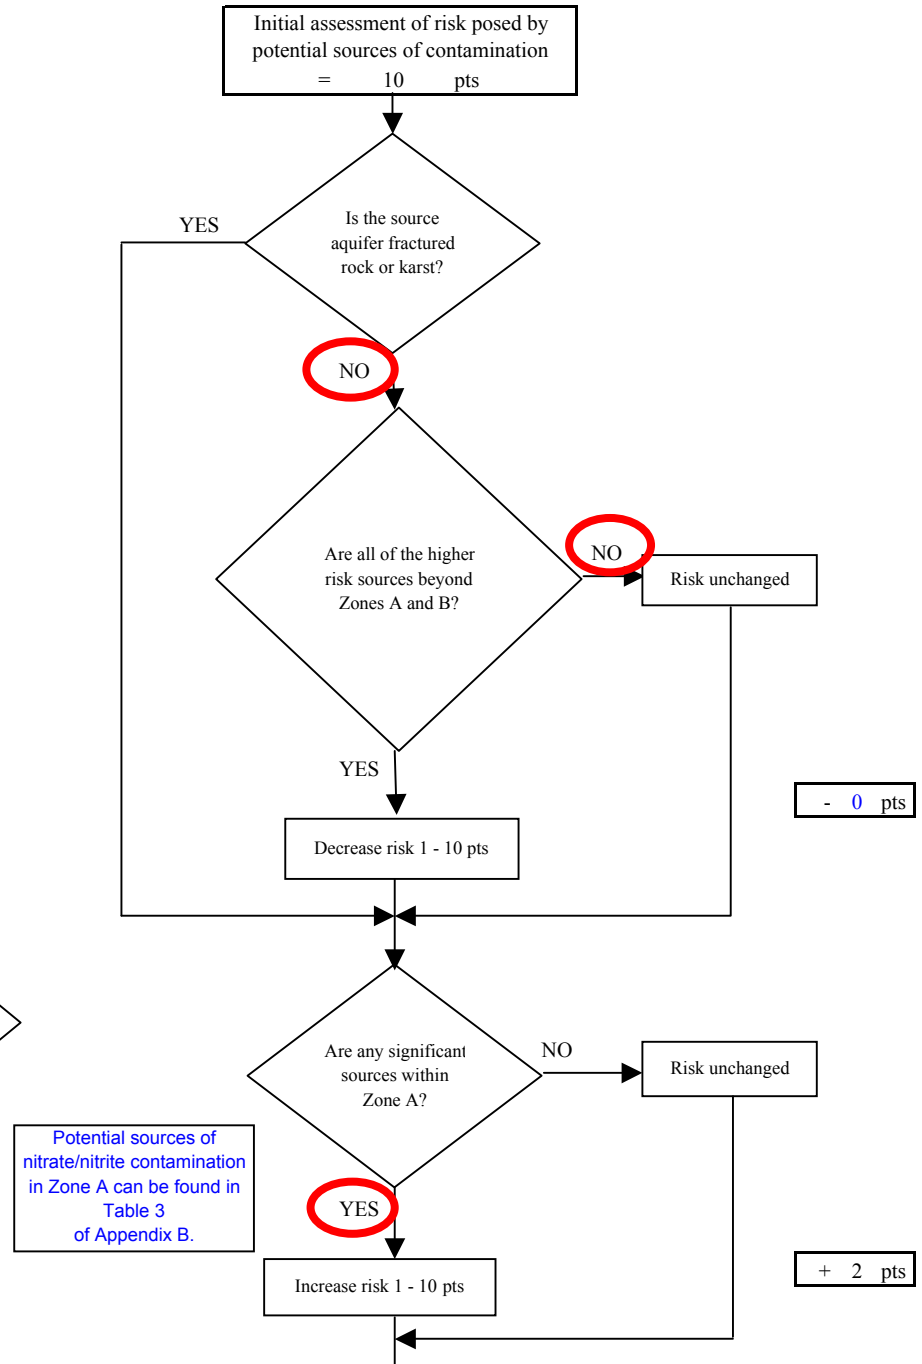 Initial assessment of risk posed by
potential sources of contamination
= 10 pts
YES
Is the source
aquifer fractured
rock or karst?
NO
Are all of the higher
risk sources beyond
Zones A and B?
NO
Risk unchanged
YES
- 0 pts
Decrease risk 1 - 10 pts
Are any significant
sources within
Zone A?
NO
Risk unchanged
Potential sources of
nitrate/nitrite contamination
in Zone A can be found in
Table 3
of Appendix B.
YES
+ 2 pts
Increase risk 1 - 10 pts